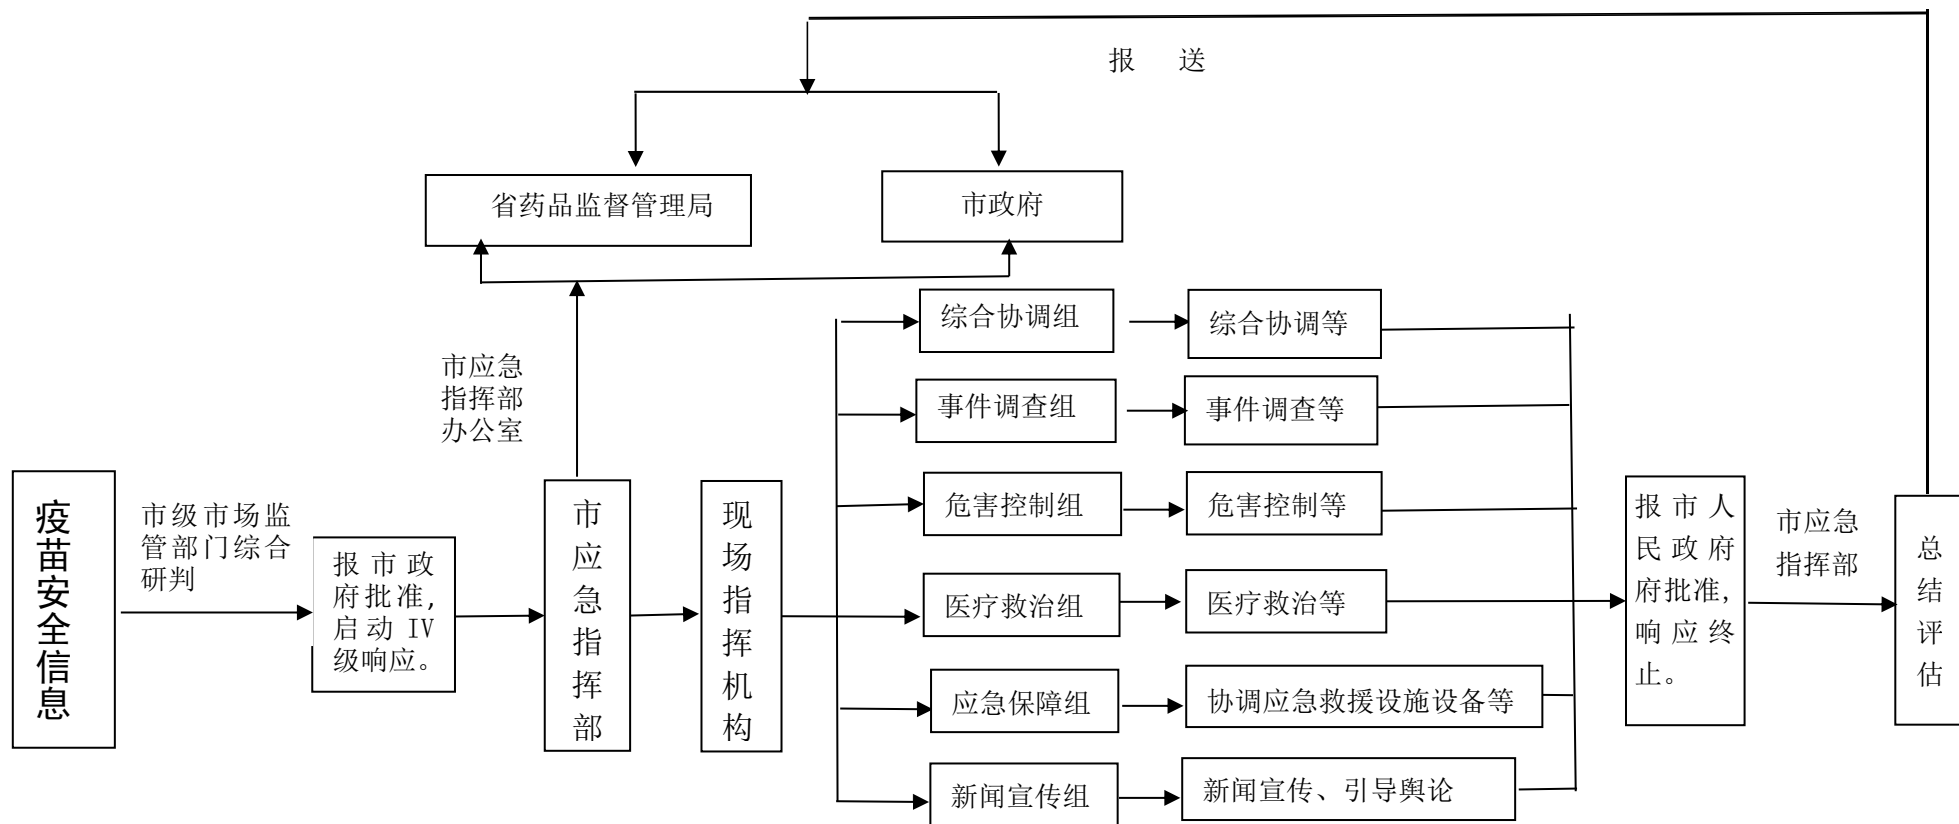 报 送
省药品监督管理局
市政府
市应急
指挥部
办公室
疫苗安全信息
市级市场监
管部门综合
研判
报市政
府批准,
启动 IV
级响应。
市应急指挥部
现场指挥机构
综合协调组
综合协调等
事件调查组
事件调查等
危害控制组
危害控制等
医疗救治组
医疗救治等
应急保障组
协调应急救援设施设备等
新闻宣传组
新闻宣传、引导舆论
报市人
民政府
府批准,
响应终
止。
市应急
指挥部
总结评估